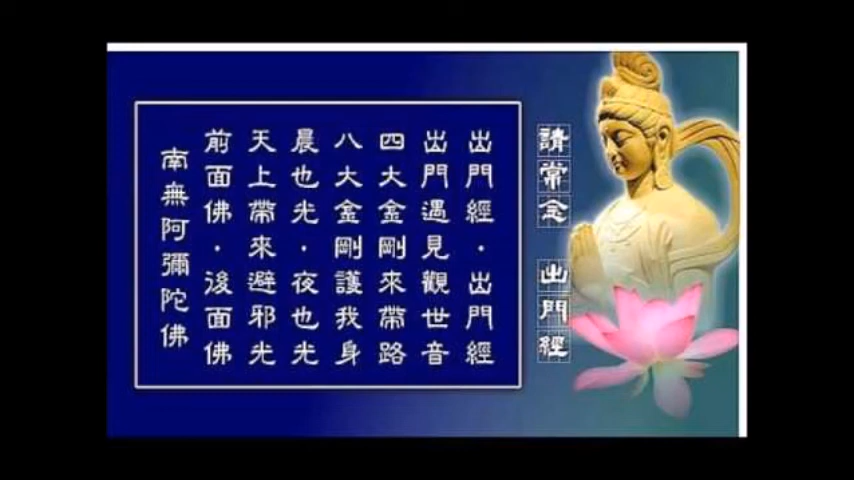 請常念 出門經
出門經．出門經
出門遇見觀世音
四大金剛來帶路
八大金剛護我身
晨也光．夜也光
天上帶來避邪光
前面佛．後面佛
南無阿彌陀佛